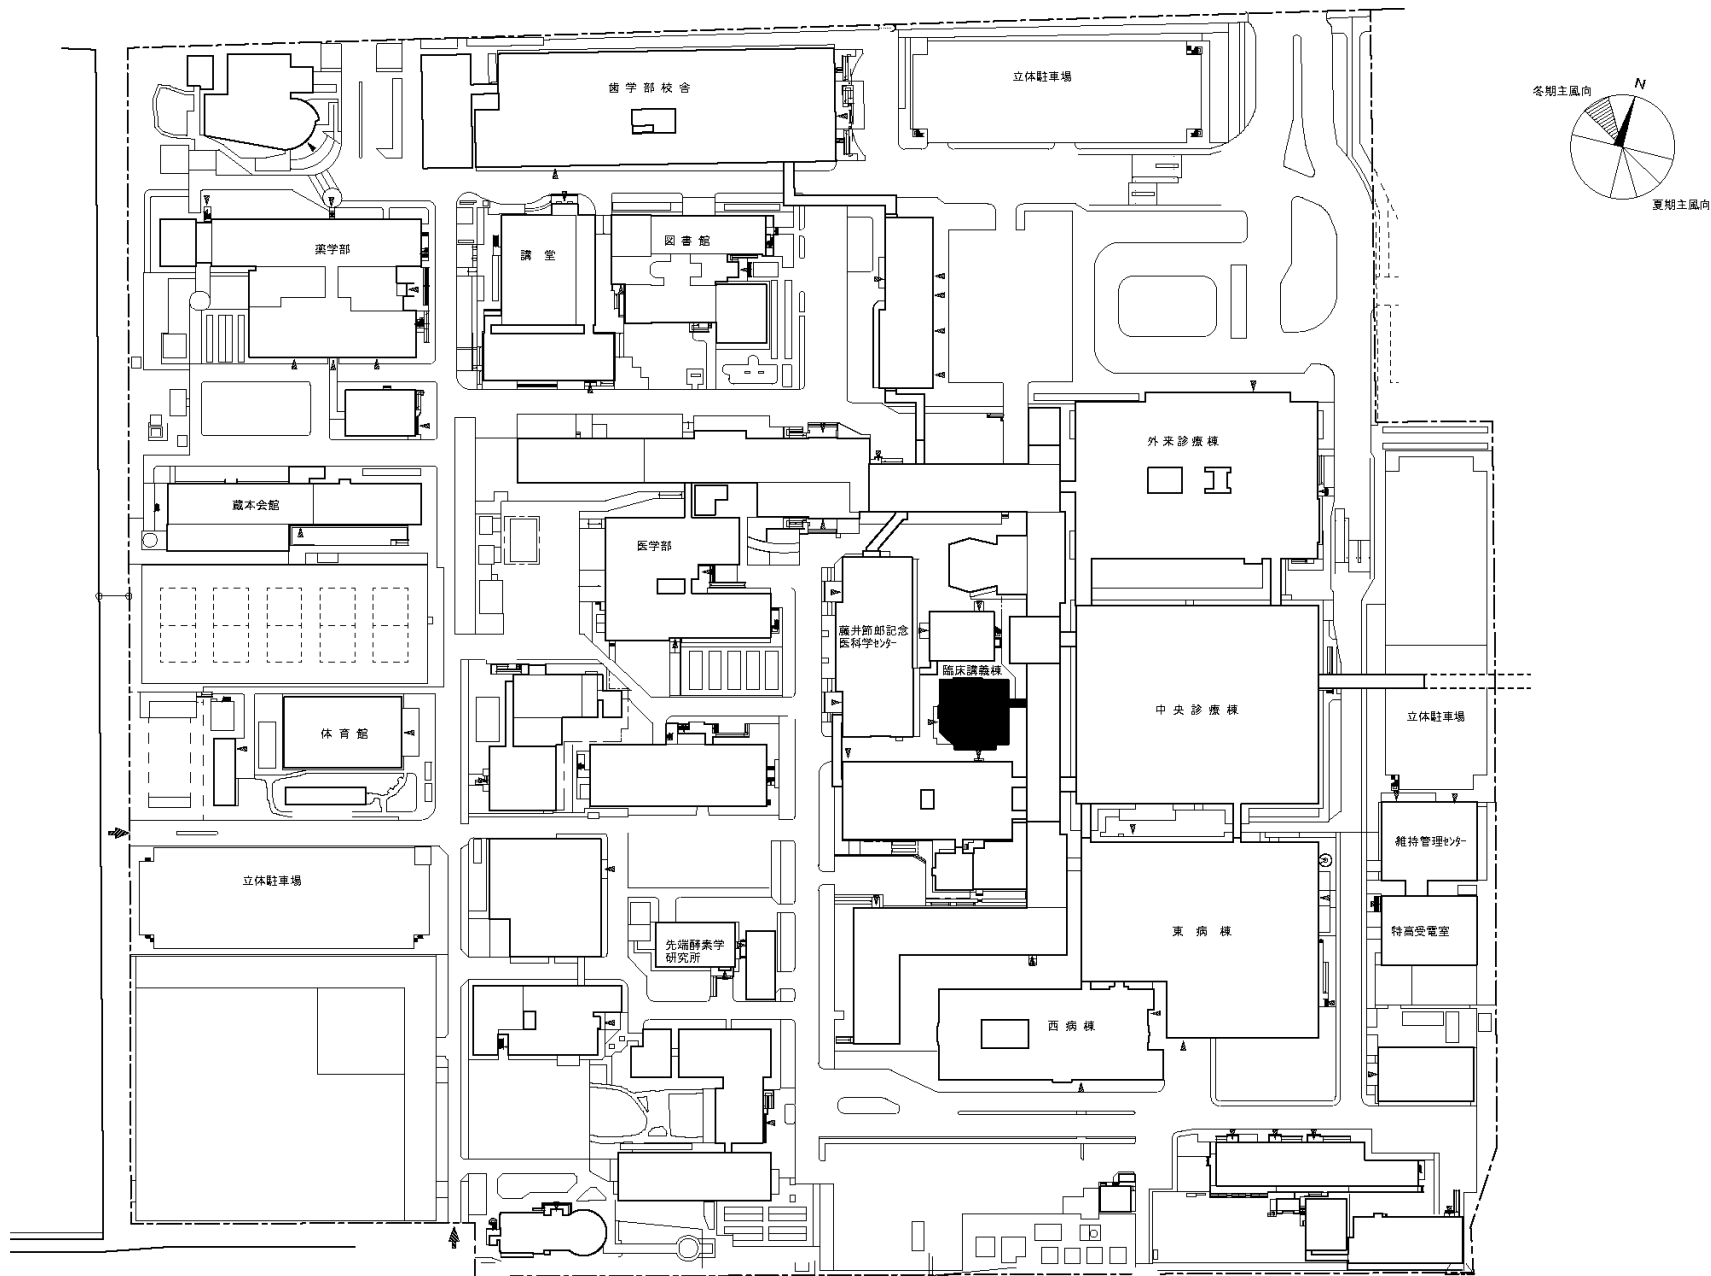 歯学部校舎
立体駐車場
N
冬期主風向
夏期主風向
薬学部
講堂
図書館
外来診療棟
蔵本会館
医学部
藤井節郎記念
医科学センター
臨床講義棟
中央診療棟
体育館
立体駐車場
維持管理センター
立体駐車場
先端酵素学
研究所
東病棟
特高受電室
西病棟